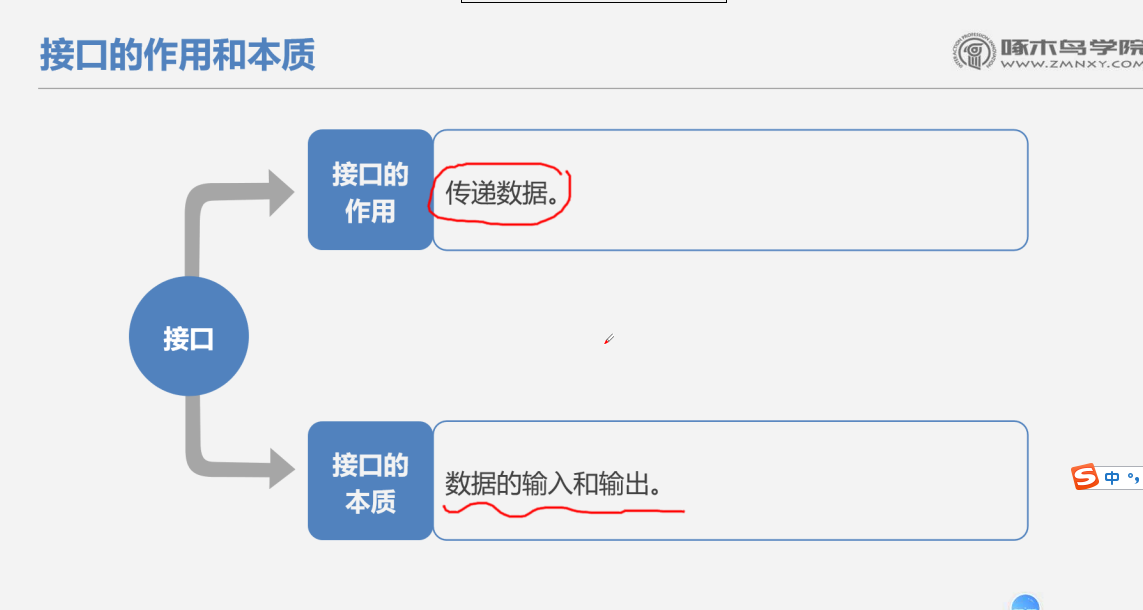 接口的作用和本质
啄木鸟学院
WWW.ZMNXY.COM
接口的
作用
传递数据。
接口
接口的
本质
数据的输入和输出。
中 °,